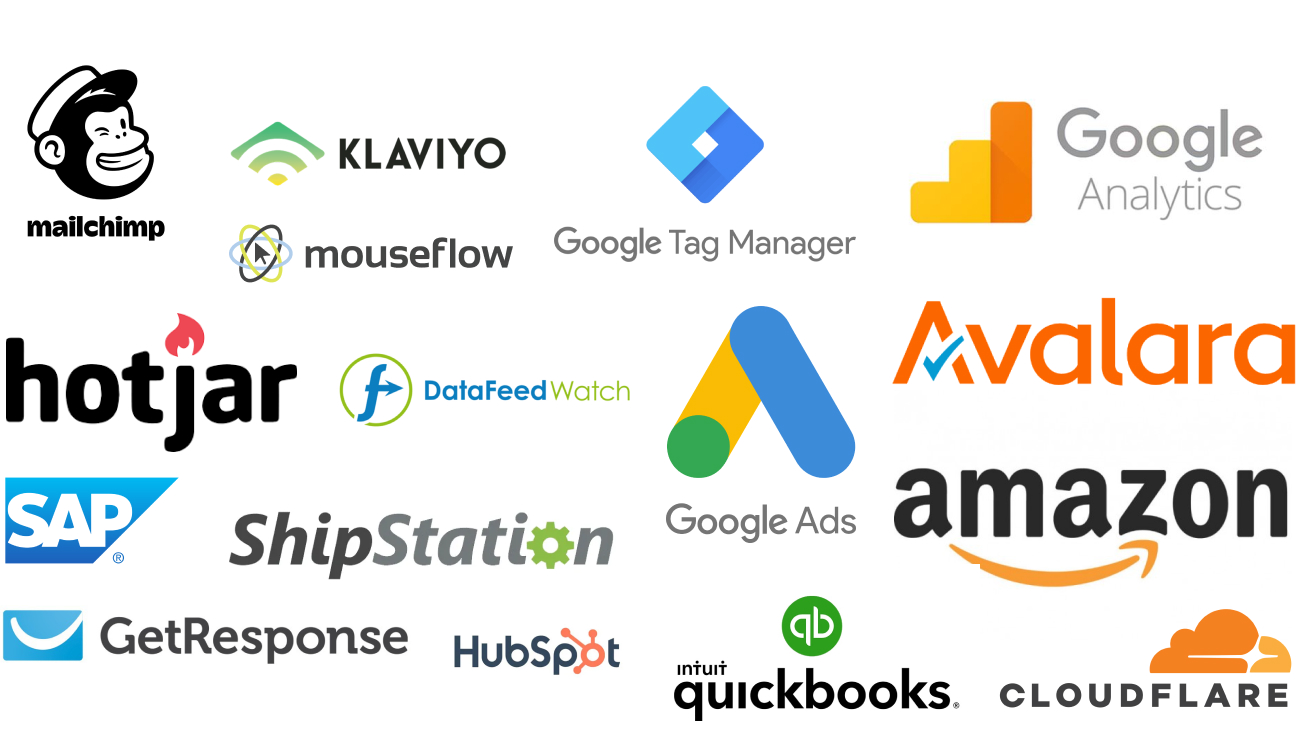 mailchimp
KLAVIYO
mouseflow
Google Tag Manager
Google
Analytics
hotjar
DataFeedWatch
Google Ads
Avalara
SAP®
ShipStation
amazon
GetResponse
HubSpot
qb
intuit
quickbooks®
CLOUDFLARE